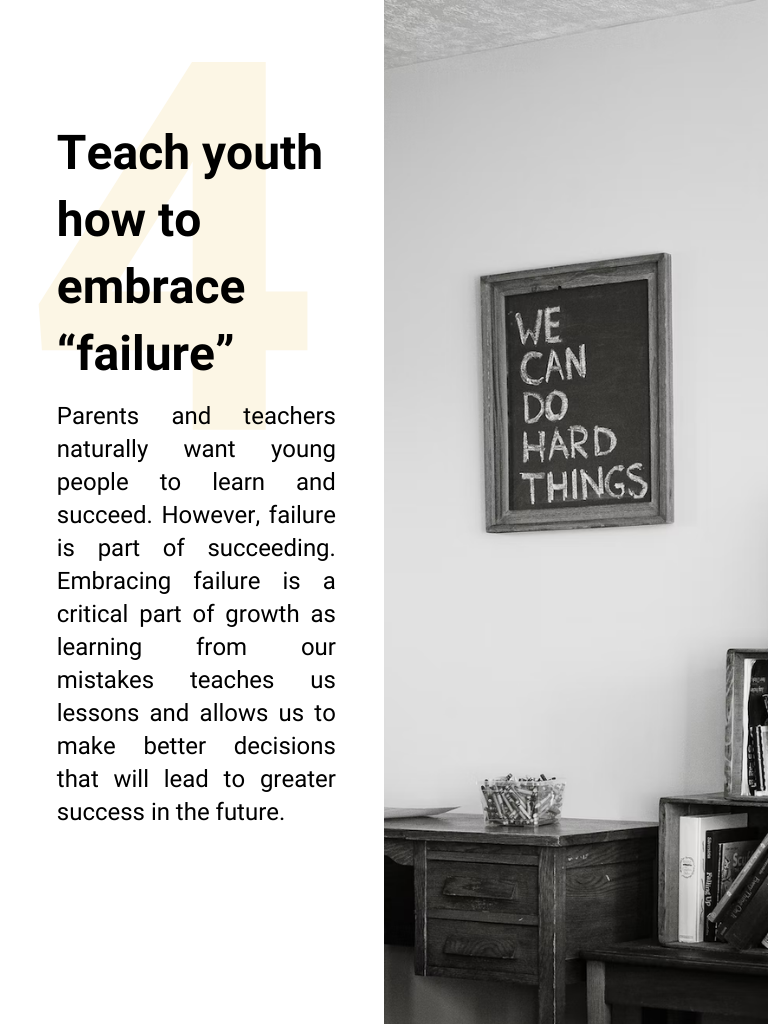 4
Teach youth
how to
embrace
“failure”
Parents and teachers
naturally want young
people to learn and
succeed. However, failure
is part of succeeding.
Embracing failure is a
critical part of growth as
learning from our
mistakes teaches us
lessons and allows us to
make better decisions
that will lead to greater
success in the future.
WE
CAN
DO
HARD
THINGS
Falling Up